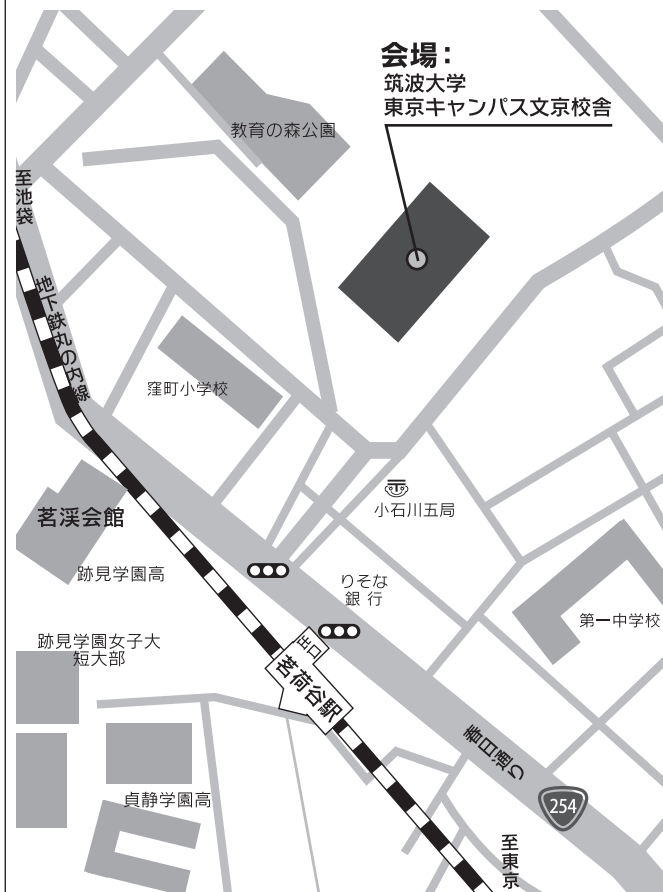 会場：
筑波大学
東京キャンパス文京校舎
教育の森公園
至池袋
地下鉄丸の内線
窪町小学校
小石川五局
茗渓会館
跡見学園高
りそな
銀行
第一中学校
跡見学園女子大
短大部
出口
茗荷谷駅
春日通り
貞静学園高
254
至東京